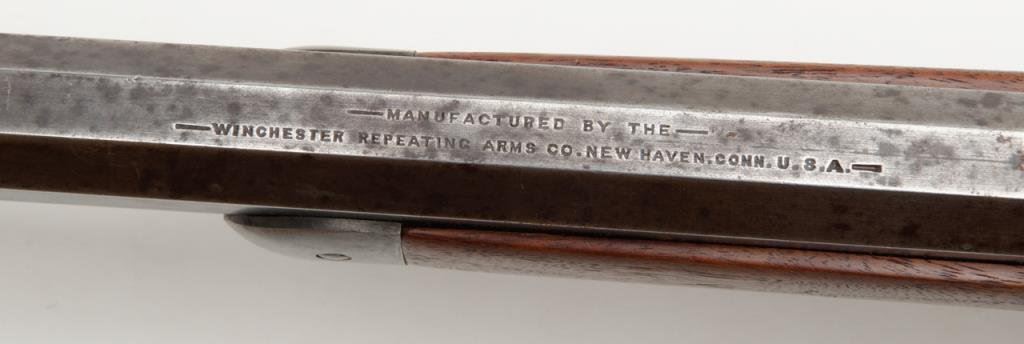 —MANUFACTURED BY THE—
—WINCHESTER REPEATING ARMS CO. NEW HAVEN. CONN. U.S.A.—